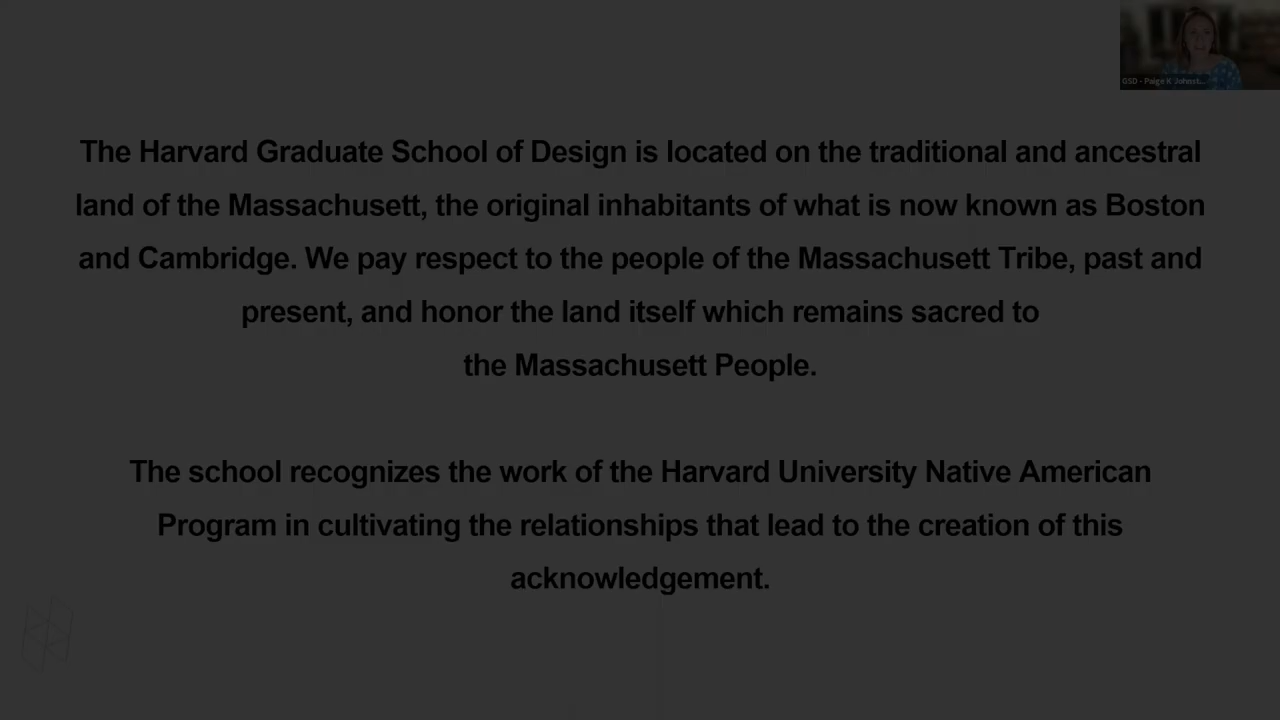 GSD - Paige K Johnst...
The Harvard Graduate School of Design is located on the traditional and ancestral
land of the Massachusett, the original inhabitants of what is now known as Boston
and Cambridge. We pay respect to the people of the Massachusett Tribe, past and
present, and honor the land itself which remains sacred to
the Massachusett People.
The school recognizes the work of the Harvard University Native American
Program in cultivating the relationships that lead to the creation of this
acknowledgement.